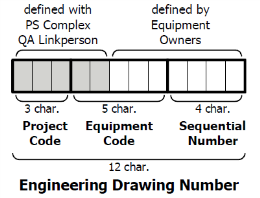 defined with
PS Complex
QA Linkperson
defined by
Equipment
Owners
3 char.
5 char.
4 char.
Project
Code
Equipment
Code
Sequential
Number
12 char.
Engineering Drawing Number